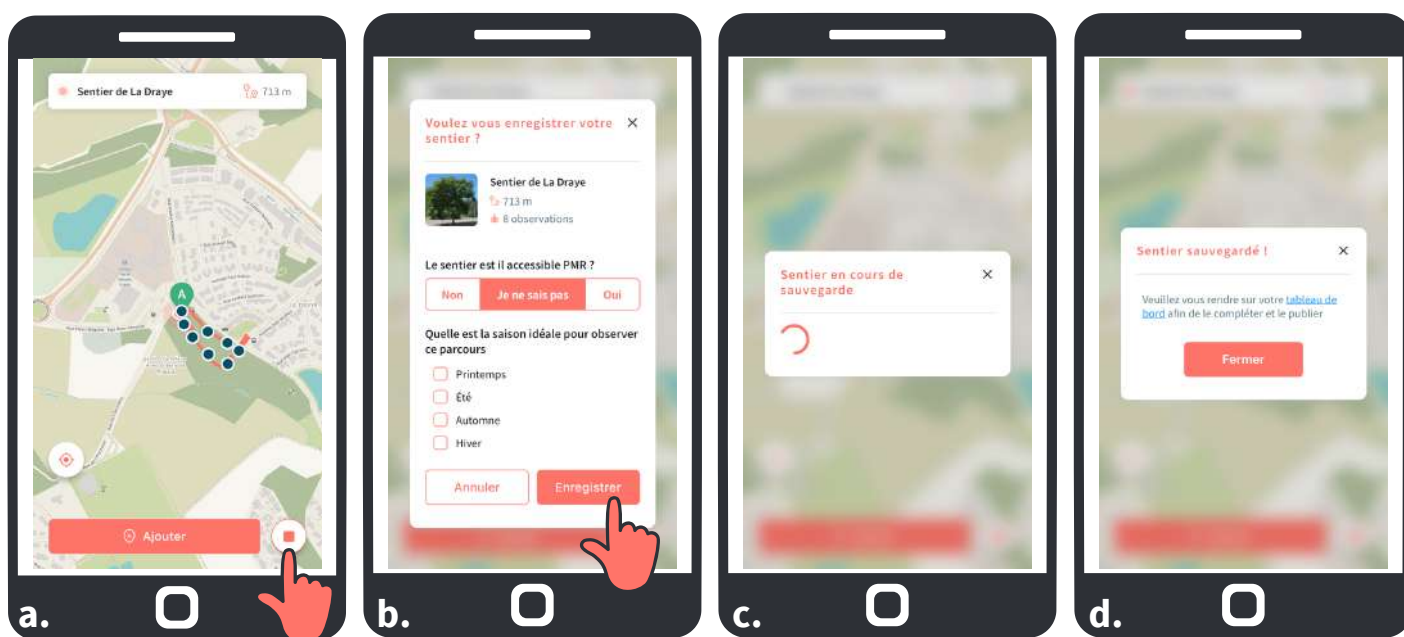 Sentier de La Draye 713 m
A
Ajouter
a.
Voulez vous enregistrer votre
sentier ?
Sentier de La Draye
713 m
8 observations
Le sentier est il accessible PMR ?
Non Je ne sais pas Oui
Quelle est la saison idéale pour observer
ce parcours
Printemps
Été
Automne
Hiver
Annuler Enregistrer
b.
Sentier en cours de
sauvegarde
c.
Sentier sauvegardé !
Veuillez vous rendre sur votre tableau de
bord afin de le compléter et le publier
Fermer
d.